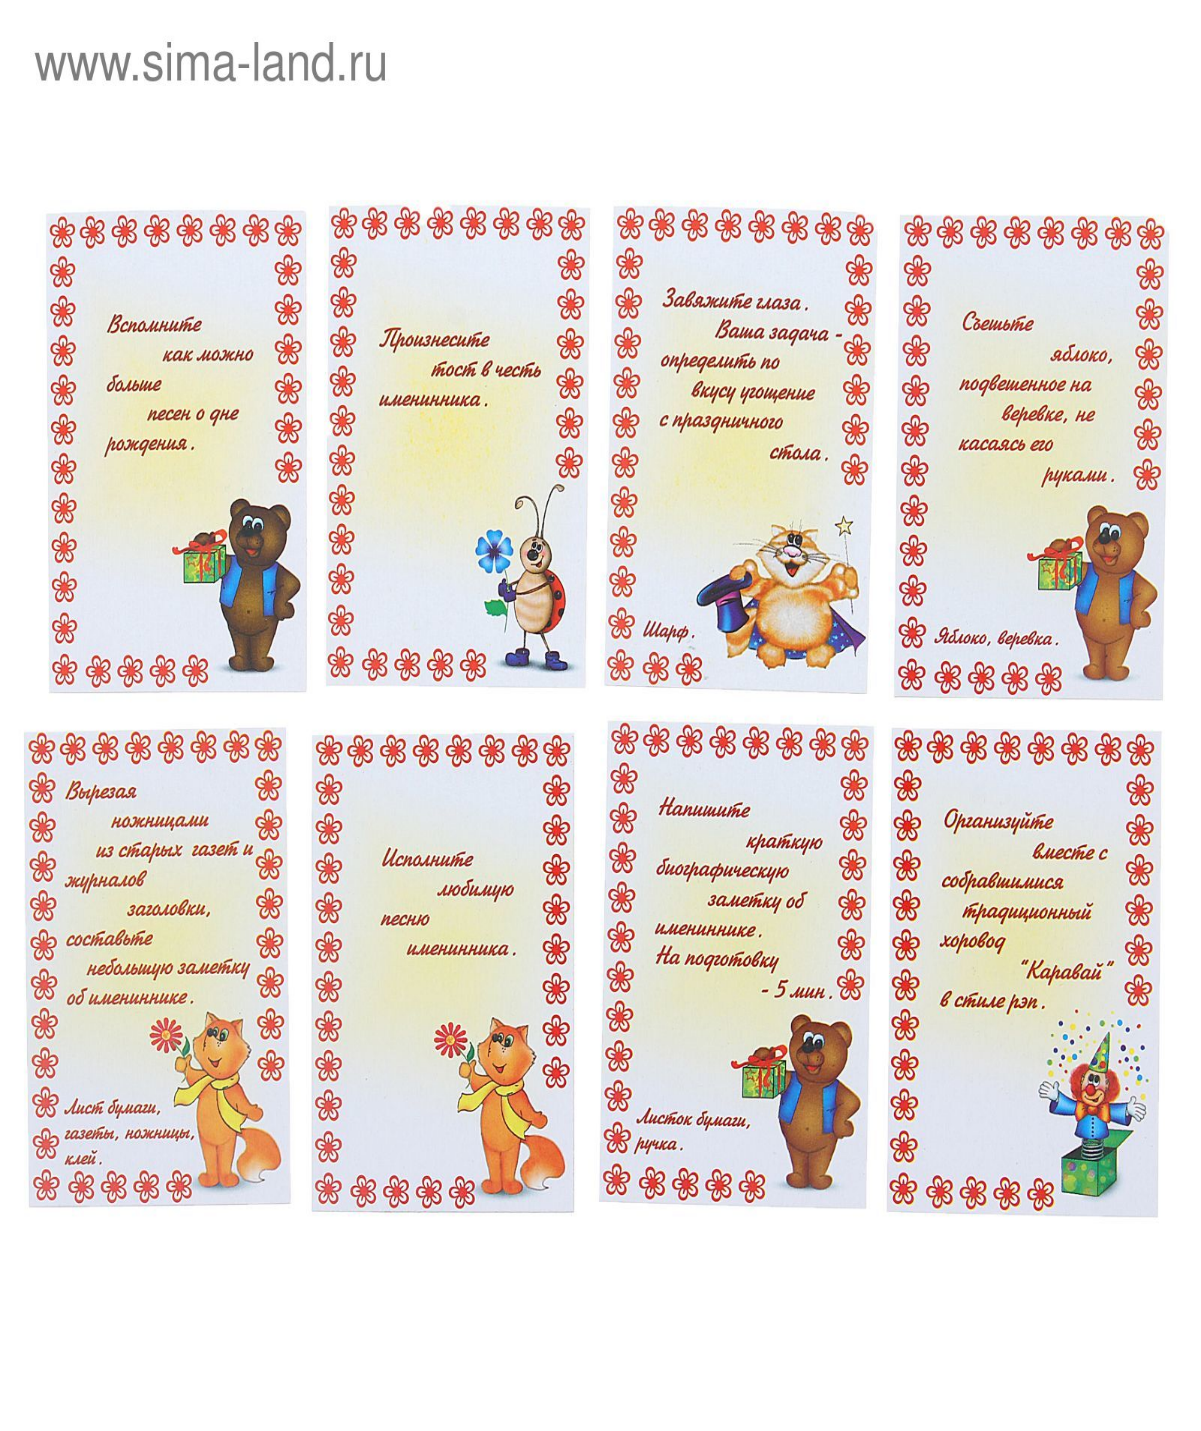 www.sima-land.ru
Вспомните
как можно
больше
песен о дне
рождения.
Произнесите
тост в честь
именинника.
Завяжите глаза.
Ваша задача -
определить по
вкусу угощение
с праздничного
стола.
Шарф.
Съешьте
яблоко,
подвешенное на
веревке, не
касаясь его
руками.
Яблоко, веревка.
Вырезая
ножницами
из старых газет и
журналов
заголовки,
составьте
небольшую заметку
об имениннике.
Лист бумаги,
газеты, ножницы,
клей.
Исполните
любимую
песню
именинника.
Напишите
краткую
биографическую
заметку об
имениннике.
На подготовку
- 5 мин.
Листок бумаги,
ручка.
Организуйте
вместе с
собравшимися
традиционный
хоровод
"Каравай"
в стиле рэп.